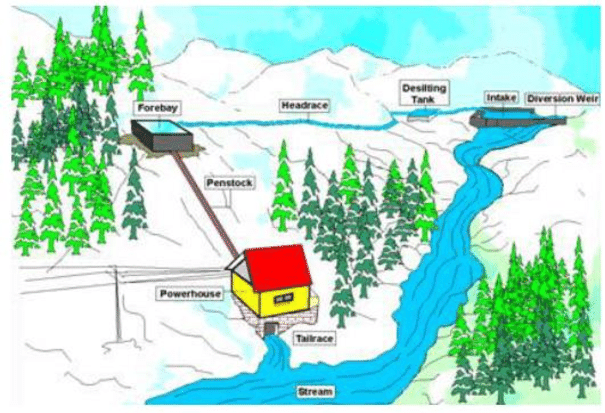 Desilting
Tank
Intake
Diversion Weir
Forebay
Headrace
Penstock
Powerhouse
Tailrace
Stream